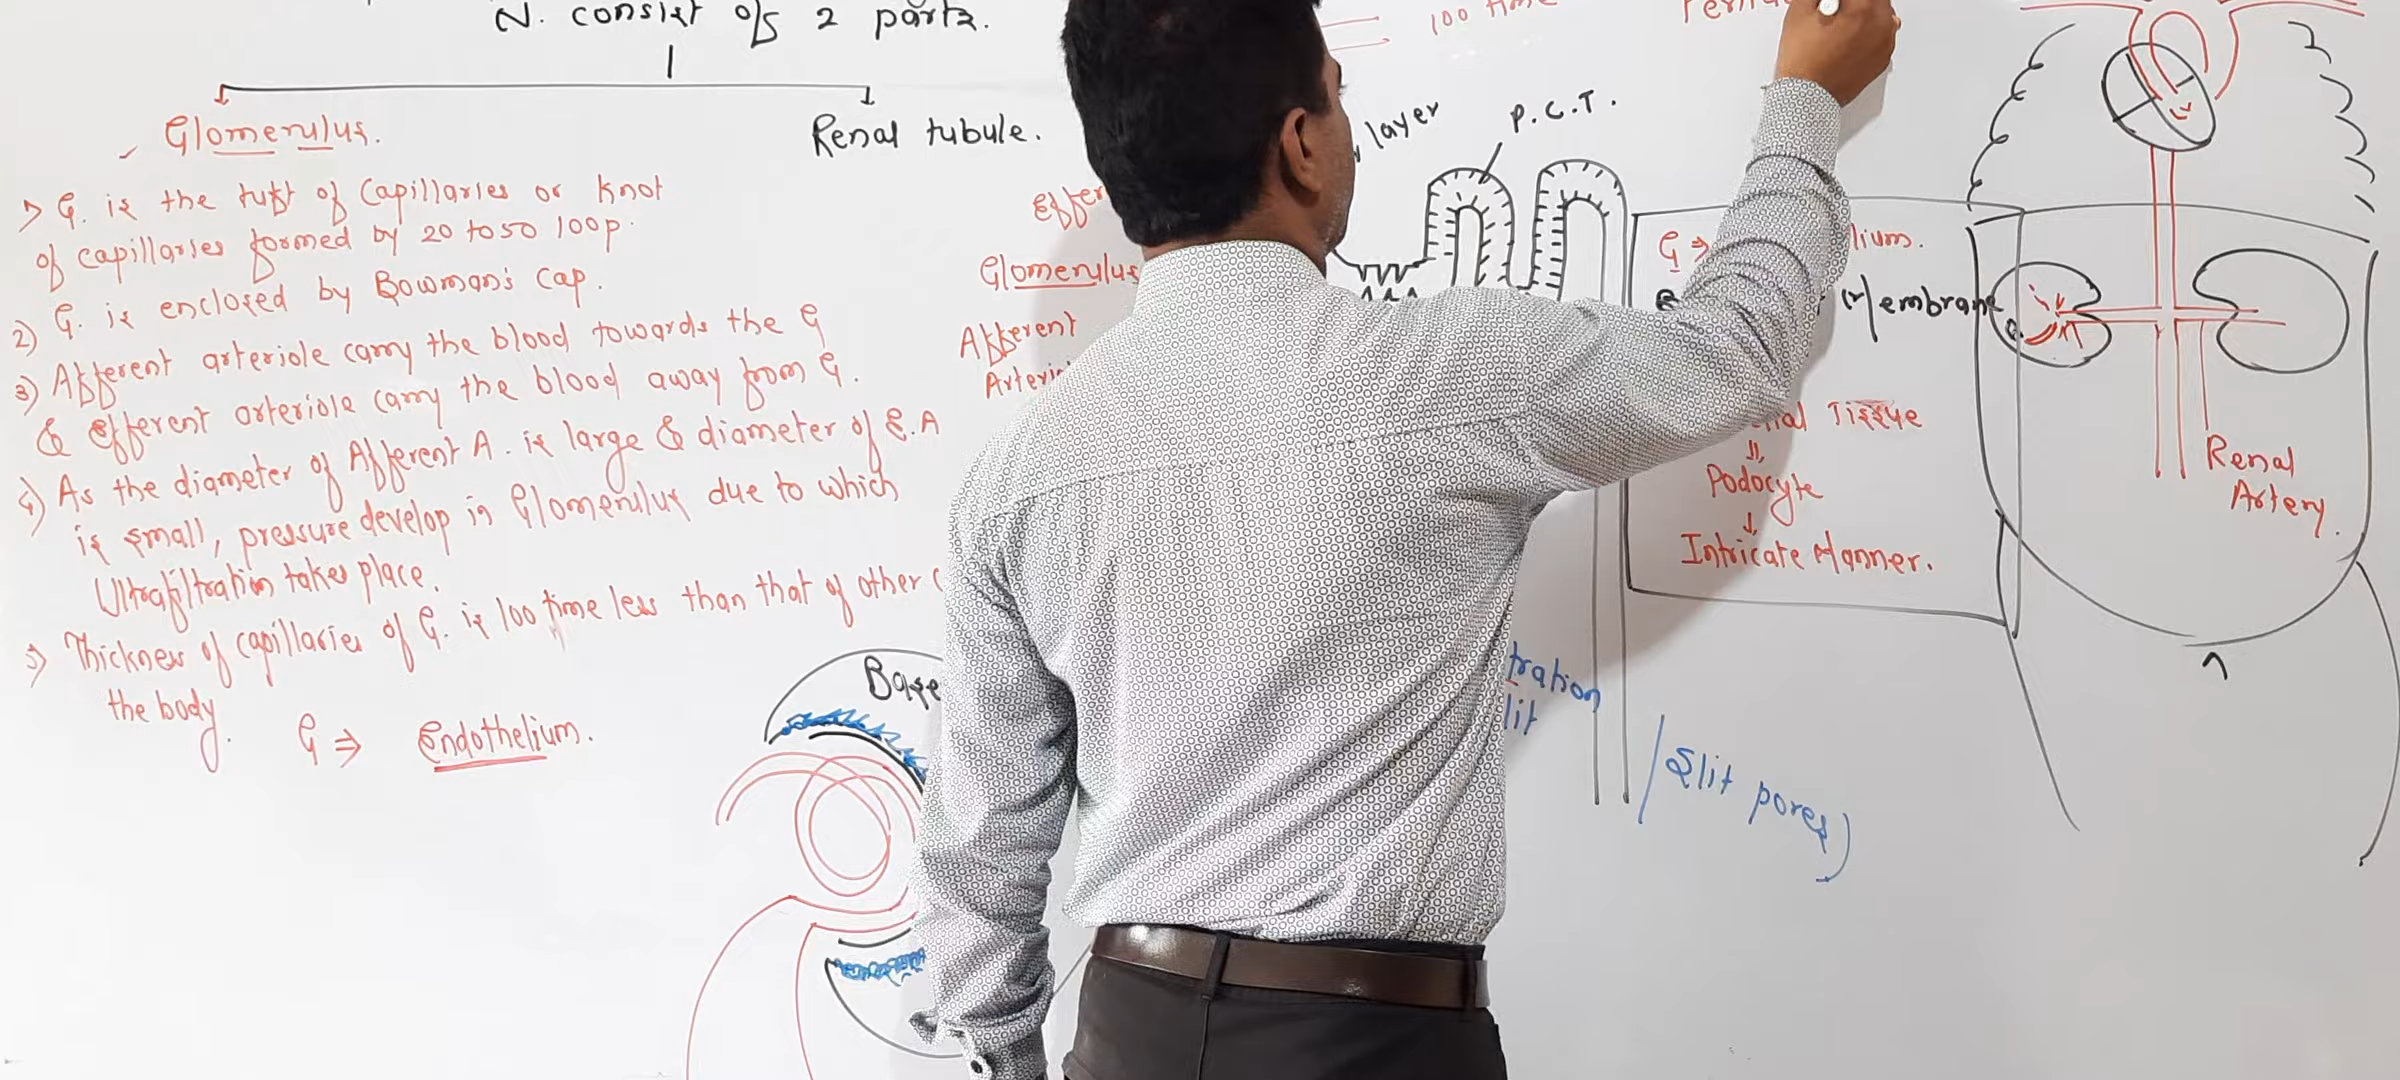 N. consist of 2 parts.
Glomerulus.
Renal tubule.
1) G. is the tuft of Capillaries or Knot
of capillaries formed by 20 to 50 loop.
2) G. is enclosed by Bowman's Cap.
3) Afferent arteriole carry the blood towards the G
& Efferent arteriole carry the blood away from G.
4) As the diameter of Afferent A. is large & diameter of E.A
is small, pressure develop in Glomerulus due to which
Ultrafiltration takes place.
5) Thickness of capillaries of G. is 100 time less than that of other
the body.
G ⇒ Endothelium.
100 time
layer
P.C.T.
Effer
Glomerulus
Afferent
G ⇒
lium.
embrane
Tissue
Podocyte
Intricate Manner.
Renal
Artery.
Base
tration
lit
(Slit pores)